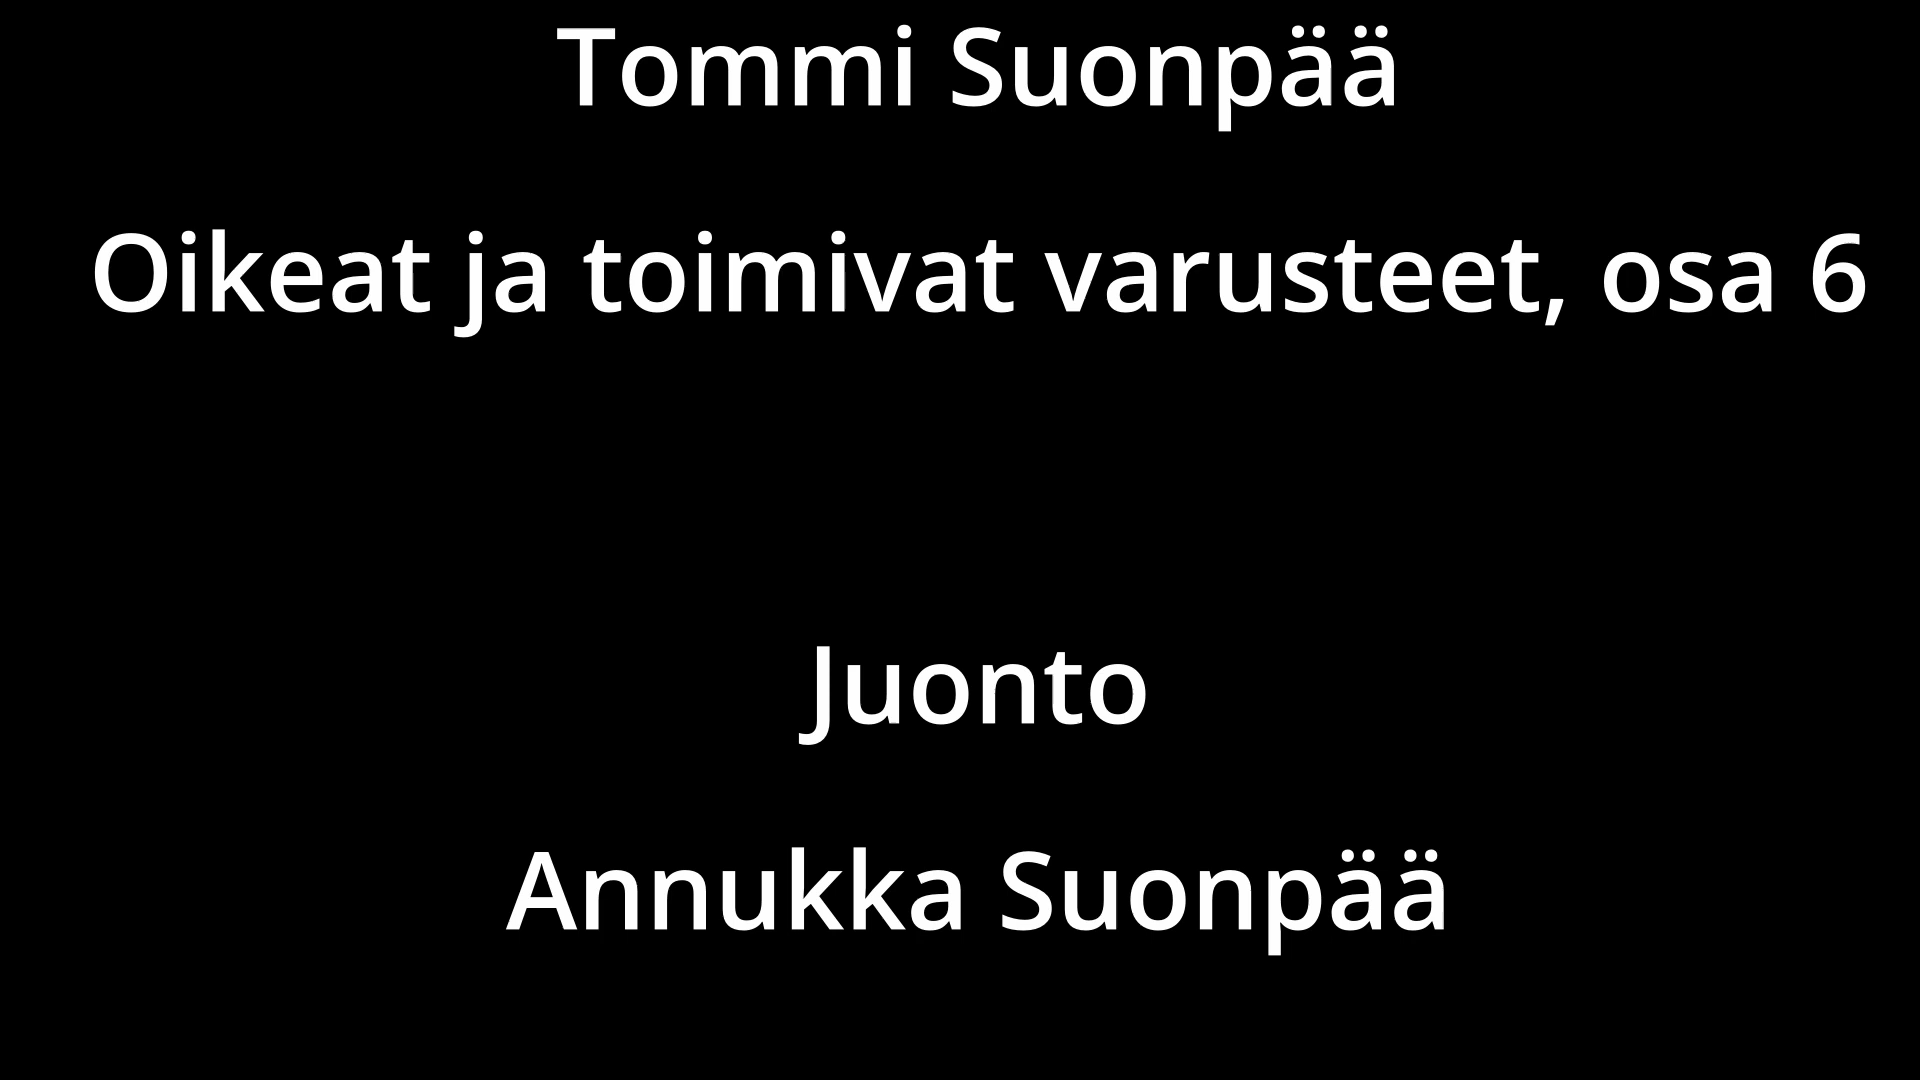 Tommi Suonpää
Oikeat ja toimivat varusteet, osa 6
Juonto
Annukka Suonpää